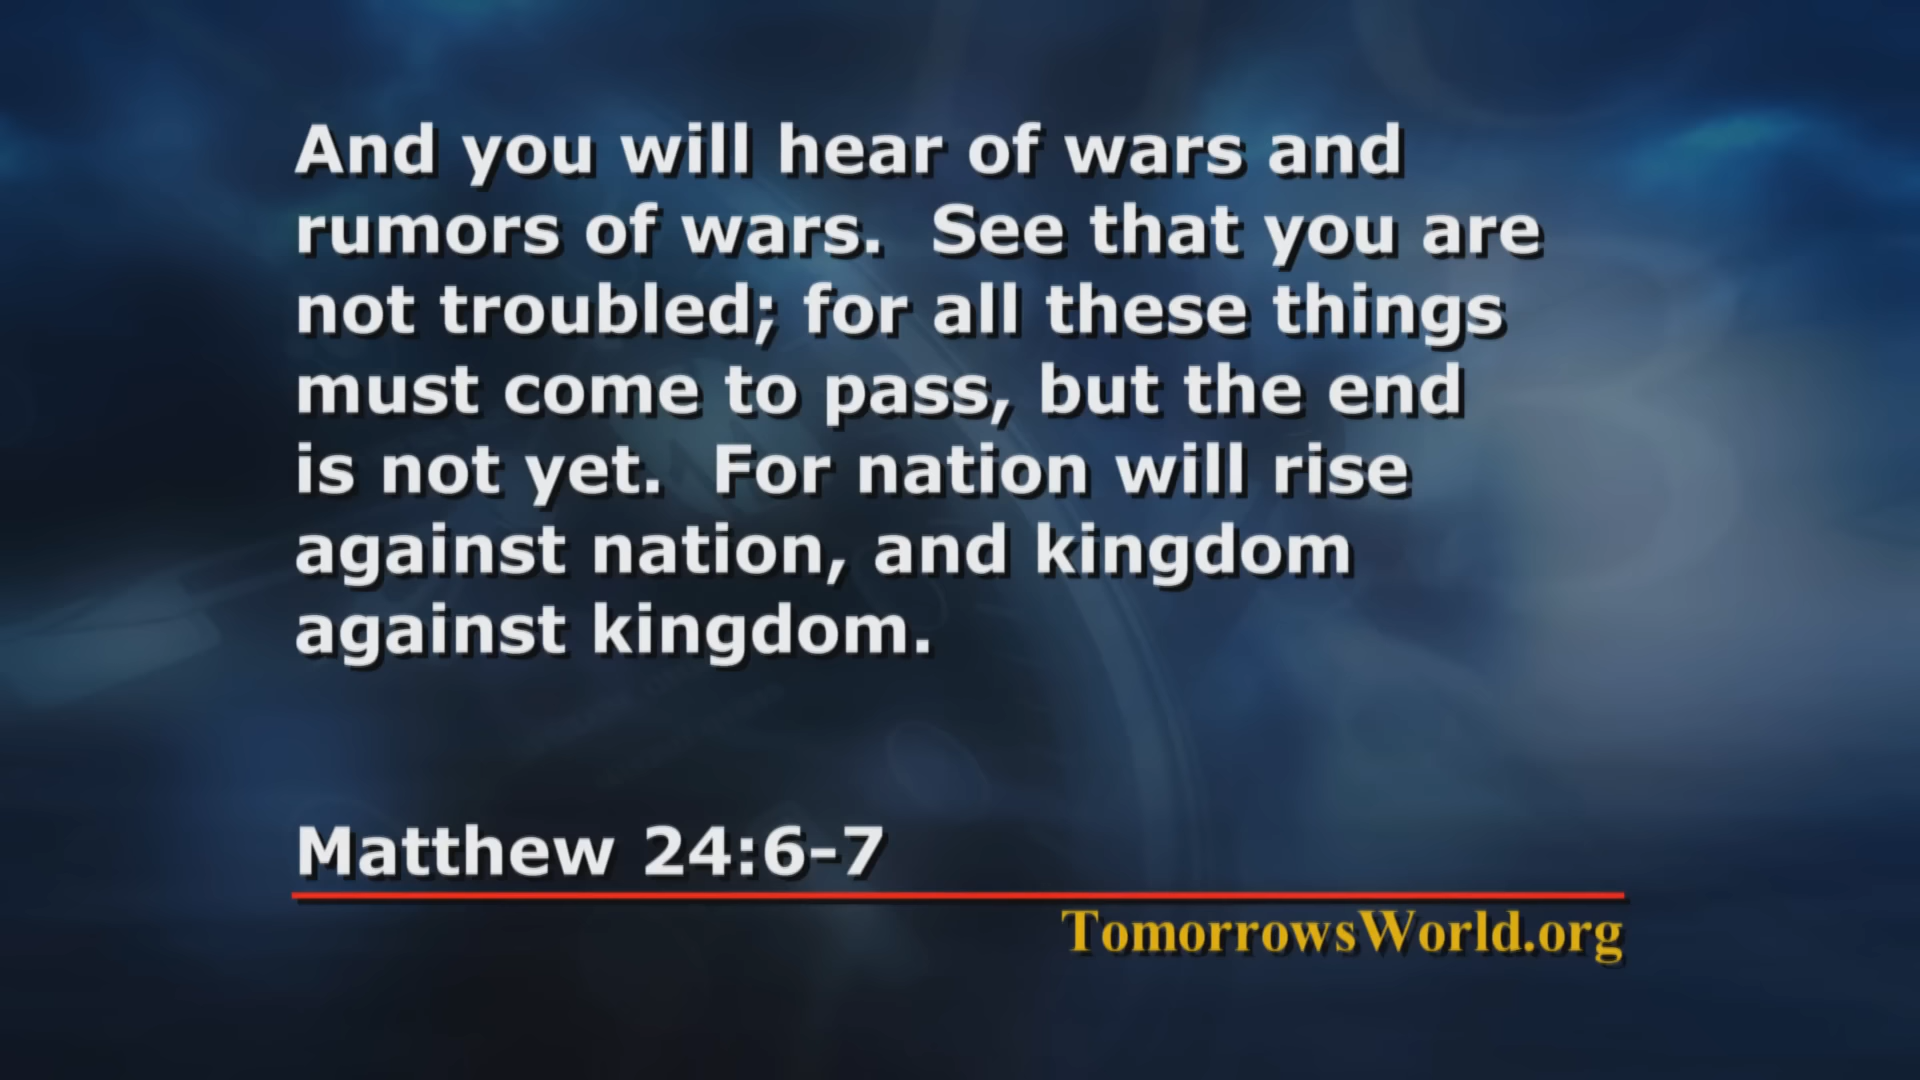 And you will hear of wars and
rumors of wars.  See that you are
not troubled; for all these things
must come to pass, but the end
is not yet.  For nation will rise
against nation, and kingdom
against kingdom.
Matthew 24:6-7
TomorrowsWorld.org